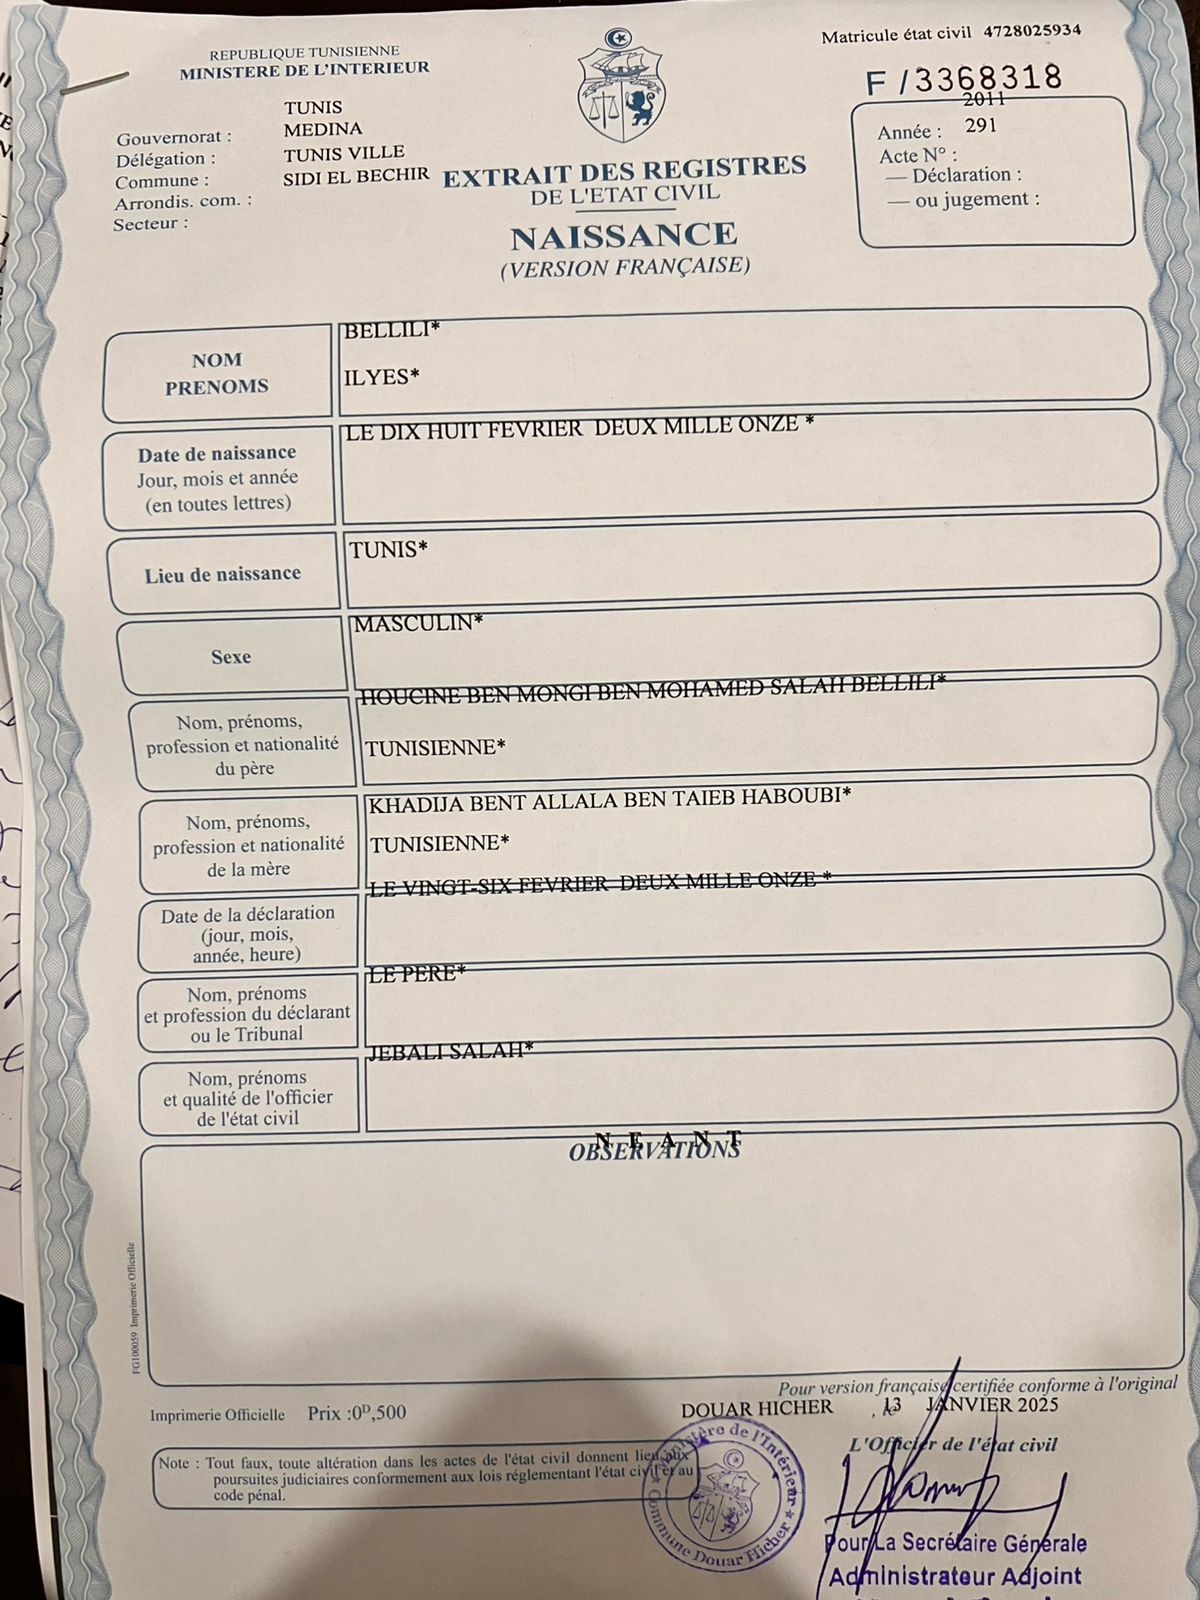 REPUBLIQUE TUNISIENNE
MINISTERE DE L'INTERIEUR
Matricule état civil 4728025934
F / 3368318
Gouvernorat : TUNIS
Délégation : MEDINA
Commune : TUNIS VILLE
Arrondis. com. : SIDI EL BECHIR
Secteur :
2011
Année : 291
Acte N° :
— Déclaration :
— ou jugement :
EXTRAIT DES REGISTRES
DE L'ETAT CIVIL
NAISSANCE
(VERSION FRANÇAISE)
NOM
PRENOMS
BELLILI*
ILYES*
Date de naissance
Jour, mois et année
(en toutes lettres)
LE DIX HUIT FEVRIER DEUX MILLE ONZE *
Lieu de naissance
TUNIS*
Sexe
MASCULIN*
Nom, prénoms,
profession et nationalité
du père
HOUCINE BEN MONGI BEN MOHAMED SALAH BELLILI*
TUNISIENNE*
Nom, prénoms,
profession et nationalité
de la mère
KHADIJA BENT ALLALA BEN TAIEB HABOUBI*
TUNISIENNE*
Date de la déclaration
(jour, mois,
année, heure)
LE VINGT-SIX FEVRIER DEUX MILLE ONZE *
Nom, prénoms
et profession du déclarant
ou le Tribunal
LE PERE*
Nom, prénoms
et qualité de l'officier
de l'état civil
JEBALI SALAH*
N E A N T
OBSERVATIONS
FG100059 Imprimerie Officielle
Pour version française certifiée conforme à l'original
Imprimerie Officielle Prix :0ᴰ,500
DOUAR HICHER , le 13 JANVIER 2025
L'Officier de l'état civil
Note : Tout faux, toute altération dans les actes de l'état civil donnent lieu aux
poursuites judiciaires conformement aux lois réglementant l'état civil et au
code pénal.
Ministère de l'Intérieur
Commune Douar Hicher
Pour La Secrétaire Générale
Administrateur Adjoint